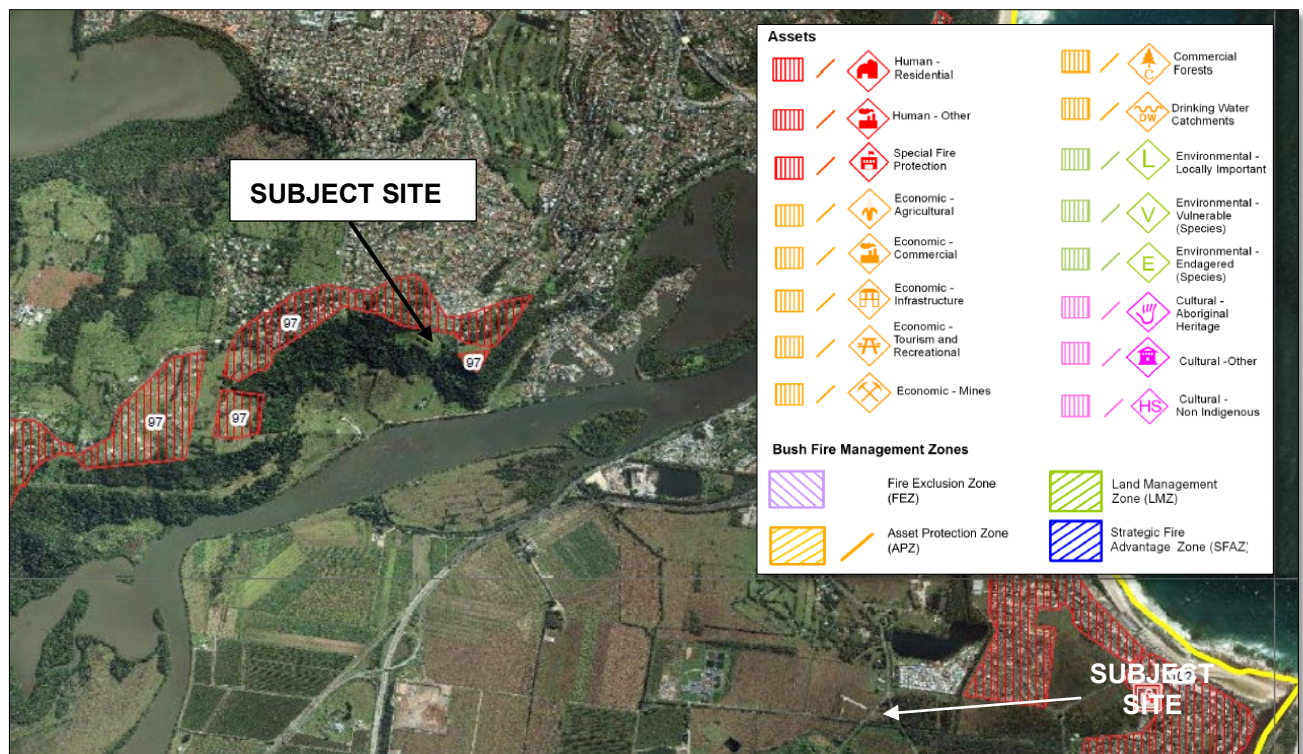 SUBJECT SITE
97
97
97
97
Assets
Human -
Residential
Human - Other
Special Fire
Protection
Economic -
Agricultural
Economic -
Commercial
Economic -
Infrastructure
Economic -
Tourism and
Recreational
Economic - Mines
C
Commercial
Forests
DW
Drinking Water
Catchments
L
Environmental -
Locally Important
V
Environmental -
Vulnerable
(Species)
E
Environmental -
Endagered
(Species)
Cultural -
Aboriginal
Heritage
Cultural -Other
HS
Cultural -
Non Indigenous
Bush Fire Management Zones
Fire Exclusion Zone
(FEZ)
Asset Protection Zone
(APZ)
Land Management
Zone (LMZ)
Strategic Fire
Advantage Zone (SFAZ)
SUBJECT
SITE